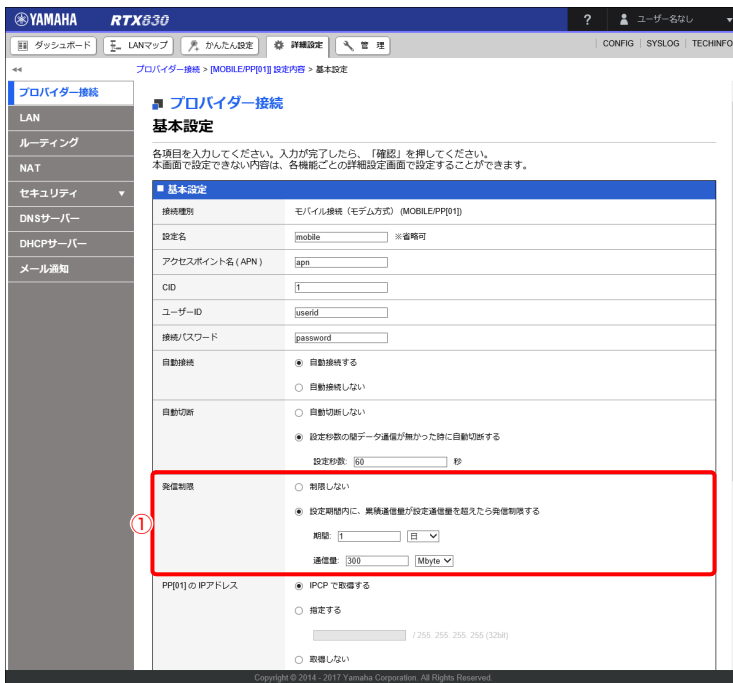 YAMAHA RTX830 ? ユーザーなし
ダッシュボード LANマップ かんたん設定 詳細設定 管理 CONFIG SYSLOG TECHINFO
プロバイダー接続 > [MOBILE/PP[01]] 設定内容 > 基本設定
プロバイダー接続
LAN
ルーティング
NAT
セキュリティ
DNSサーバー
DHCPサーバー
メール通知
プロバイダー接続
基本設定
各項目を入力してください。入力が完了したら、「確認」を押してください。
本画面で設定できない内容は、各機能ごとの詳細設定画面で設定することができます。
■ 基本設定
接続種別 モバイル接続（モデム方式） (MOBILE/PP[01])
設定名 mobile ※省略可
アクセスポイント名 ( APN ) apn
CID 1
ユーザーID userid
接続パスワード password
自動接続 自動接続する
自動接続しない
自動切断 自動切断しない
設定秒数の間データ通信が無かった時に自動切断する
設定秒数: 60 秒
①
発信制限 制限しない
設定期間内に、累積通信量が設定通信量を超えたら発信制限する
期間: 1 日
通信量: 300 Mbyte
PP[01] の IPアドレス IPCP で取得する
指定する
/ 255. 255. 255. 255 (32bit)
取得しない
Copyright © 2014 - 2017 Yamaha Corporation. All Rights Reserved.